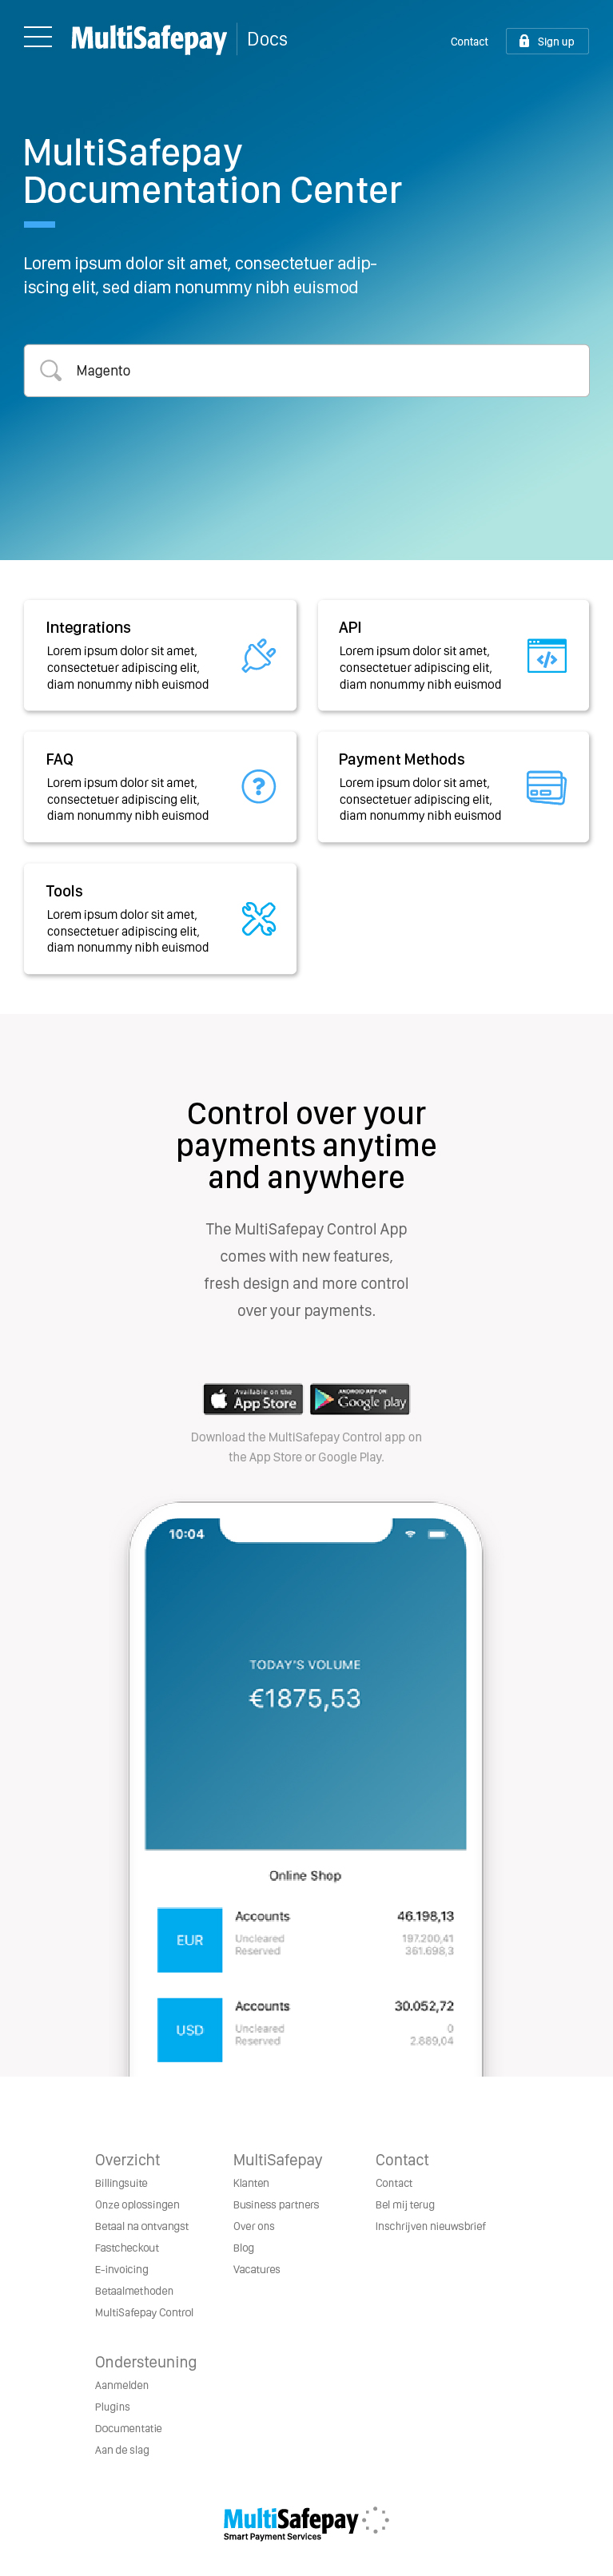 MultiSafepay Docs Contact Sign up
MultiSafepay
Documentation Center
Lorem ipsum dolor sit amet, consectetuer adip-
iscing elit, sed diam nonummy nibh euismod
Magento
Integrations
Lorem ipsum dolor sit amet,
consectetuer adipiscing elit,
diam nonummy nibh euismod
API
Lorem ipsum dolor sit amet,
consectetuer adipiscing elit,
diam nonummy nibh euismod
FAQ
Lorem ipsum dolor sit amet,
consectetuer adipiscing elit,
diam nonummy nibh euismod
Payment Methods
Lorem ipsum dolor sit amet,
consectetuer adipiscing elit,
diam nonummy nibh euismod
Tools
Lorem ipsum dolor sit amet,
consectetuer adipiscing elit,
diam nonummy nibh euismod
Control over your
payments anytime
and anywhere
The MultiSafepay Control App
comes with new features,
fresh design and more control
over your payments.
Available on the
App Store
ANDROID APP ON
Google play
Download the MultiSafepay Control app on
the App Store or Google Play.
10:04
TODAY'S VOLUME
€1875,53
Online Shop
EUR
Accounts 46.198,13
Uncleared 197.200,41
Reserved 361.698,3
USD
Accounts 30.052,72
Uncleared 0
Reserved 2.889,04
Overzicht
Billingsuite
Onze oplossingen
Betaal na ontvangst
Fastcheckout
E-invoicing
Betaalmethoden
MultiSafepay Control
MultiSafepay
Klanten
Business partners
Over ons
Blog
Vacatures
Contact
Contact
Bel mij terug
Inschrijven nieuwsbrief
Ondersteuning
Aanmelden
Plugins
Documentatie
Aan de slag
MultiSafepay
Smart Payment Services